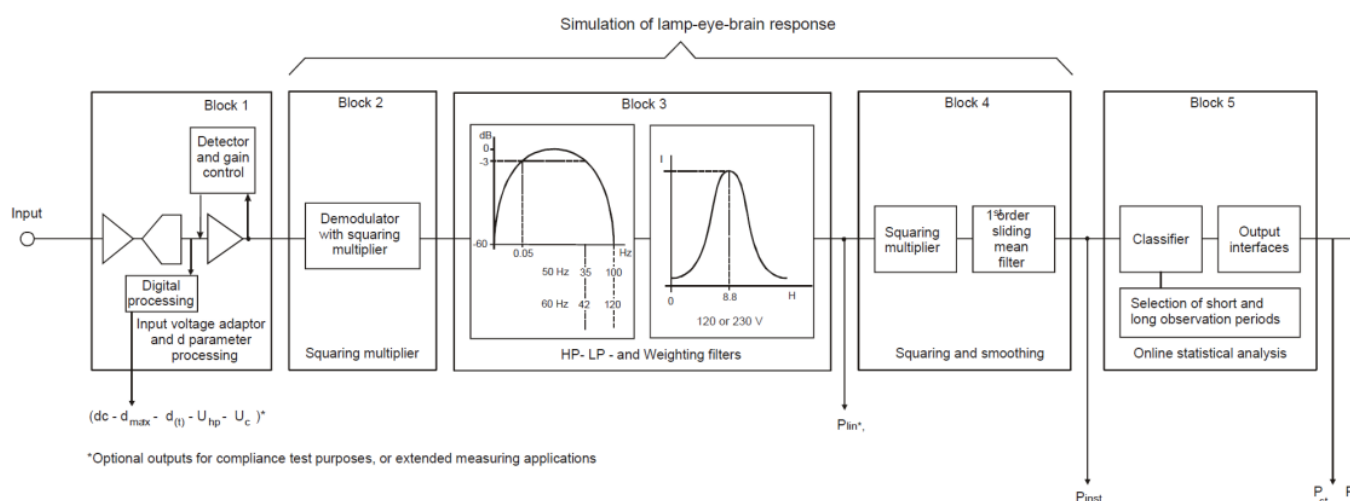 Simulation of lamp-eye-brain response
Block 1
Detector
and gain
control
Input
Digital
processing
Input voltage adaptor
and d parameter
processing
(dc - dmax - d(t) - Uhp - Uc )*
*Optional outputs for compliance test purposes, or extended measuring applications
Block 2
Demodulator
with squaring
multiplier
Squaring multiplier
Block 3
dB
0
-3
-60
0.05
Hz
50 Hz 35 100
60 Hz 42 120
I
0
8.8
H
120 or 230 V
HP- LP - and Weighting filters
Plin*,
Block 4
Squaring
multiplier
1st order
sliding
mean
filter
Squaring and smoothing
Pinst
Block 5
Classifier
Output
interfaces
Selection of short and
long observation periods
Online statistical analysis